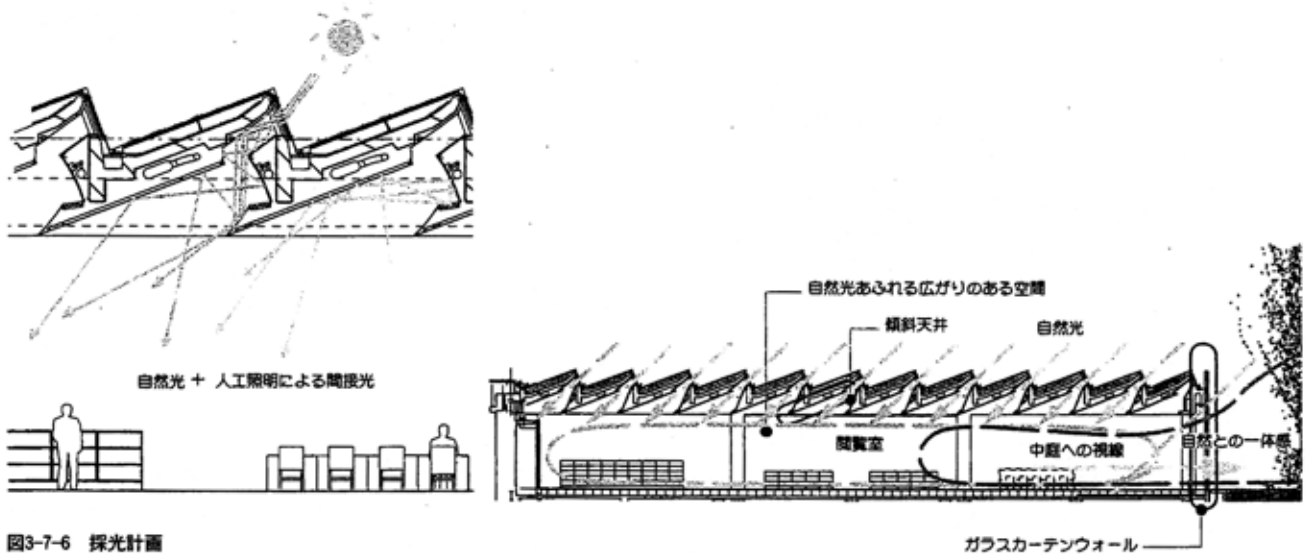 自然光 + 人工照明による間接光
自然光あふれる広がりのある空間
傾斜天井
自然光
閲覧室
中庭への視線
自然との一体感
ガラスカーテンウォール
図3-7-6 採光計画